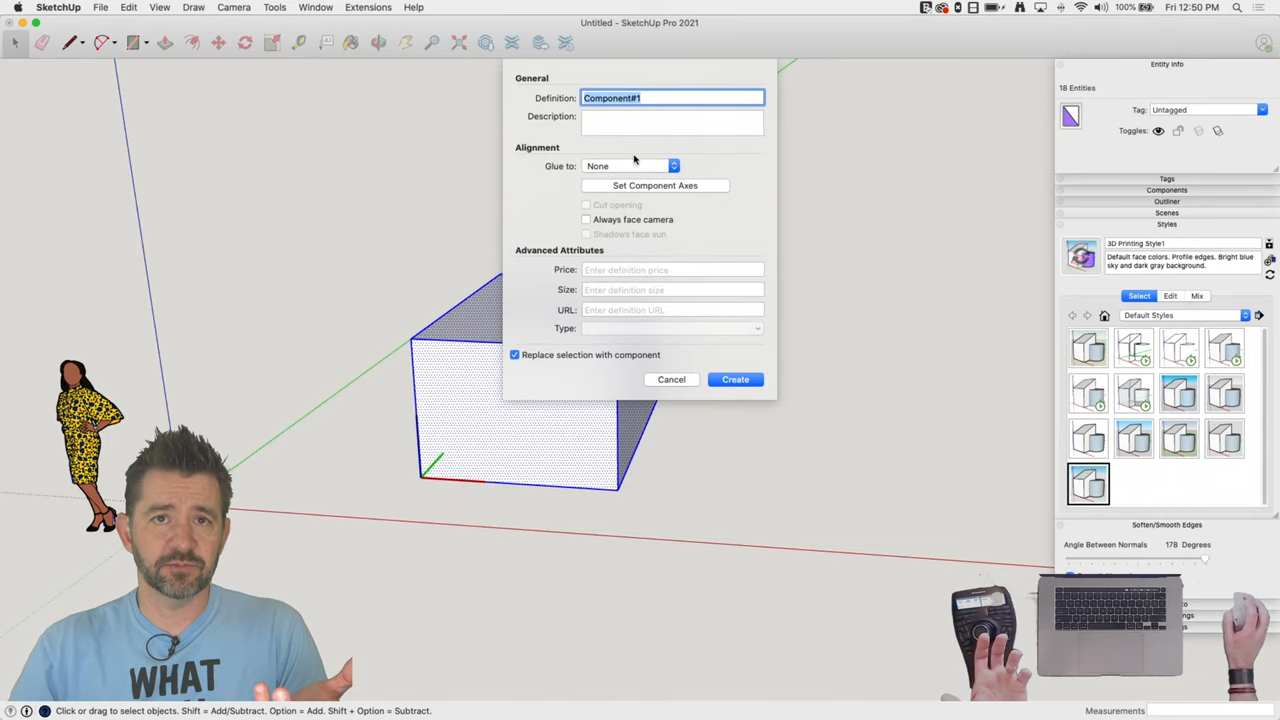 SketchUp File Edit View Draw Camera Tools Window Extensions Help 100% Fri 12:50 PM
Untitled - SketchUp Pro 2021
General
Definition: Component#1
Description:
Alignment
Glue to: None
Set Component Axes
Cut opening
Always face camera
Shadows face sun
Advanced Attributes
Price: Enter definition price
Size: Enter definition size
URL: Enter definition URL
Type:
Replace selection with component
Cancel Create
Entity Info
18 Entities
Tag: Untagged
Toggles:
Tags
Components
Outliner
Scenes
Styles
3D Printing Style1
Default face colors. Profile edges. Bright blue
sky and dark gray background.
Select Edit Mix
Default Styles
Soften/Smooth Edges
Angle Between Normals 178 Degrees
WHAT
Click or drag to select objects. Shift = Add/Subtract. Option = Add. Shift + Option = Subtract.
Measurements